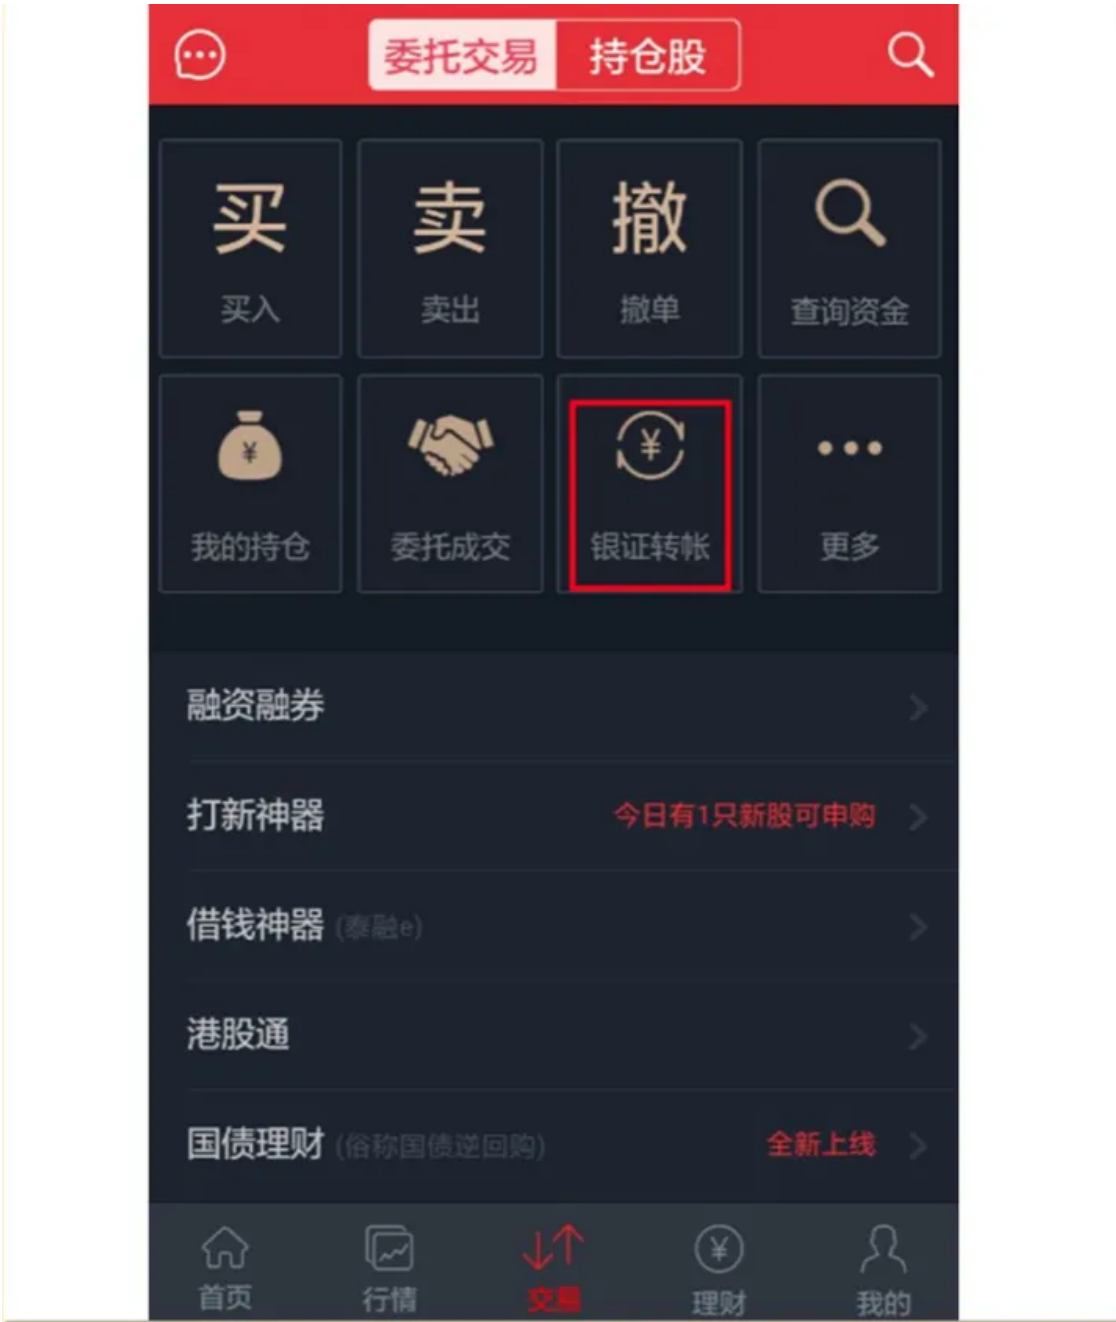 委托交易 持仓股
买 卖 撤
买入 卖出 撤单 查询资金
¥ ¥
我的持仓 委托成交 银证转帐 更多
融资融券
打新神器 今日有1只新股可申购
借钱神器 (泰融e)
港股通
国债理财 (俗称国债逆回购) 全新上线
¥
首页 行情 交易 理财 我的